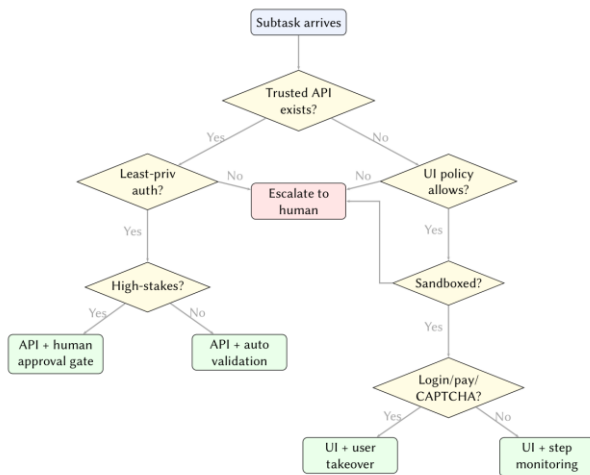 Subtask arrives
Trusted API
exists?
Yes
No
Least-priv
auth?
No
Escalate to
human
No
UI policy
allows?
Yes
Yes
High-stakes?
Sandboxed?
Yes
No
API + human
approval gate
API + auto
validation
Yes
Login/pay/
CAPTCHA?
Yes
No
UI + user
takeover
UI + step
monitoring